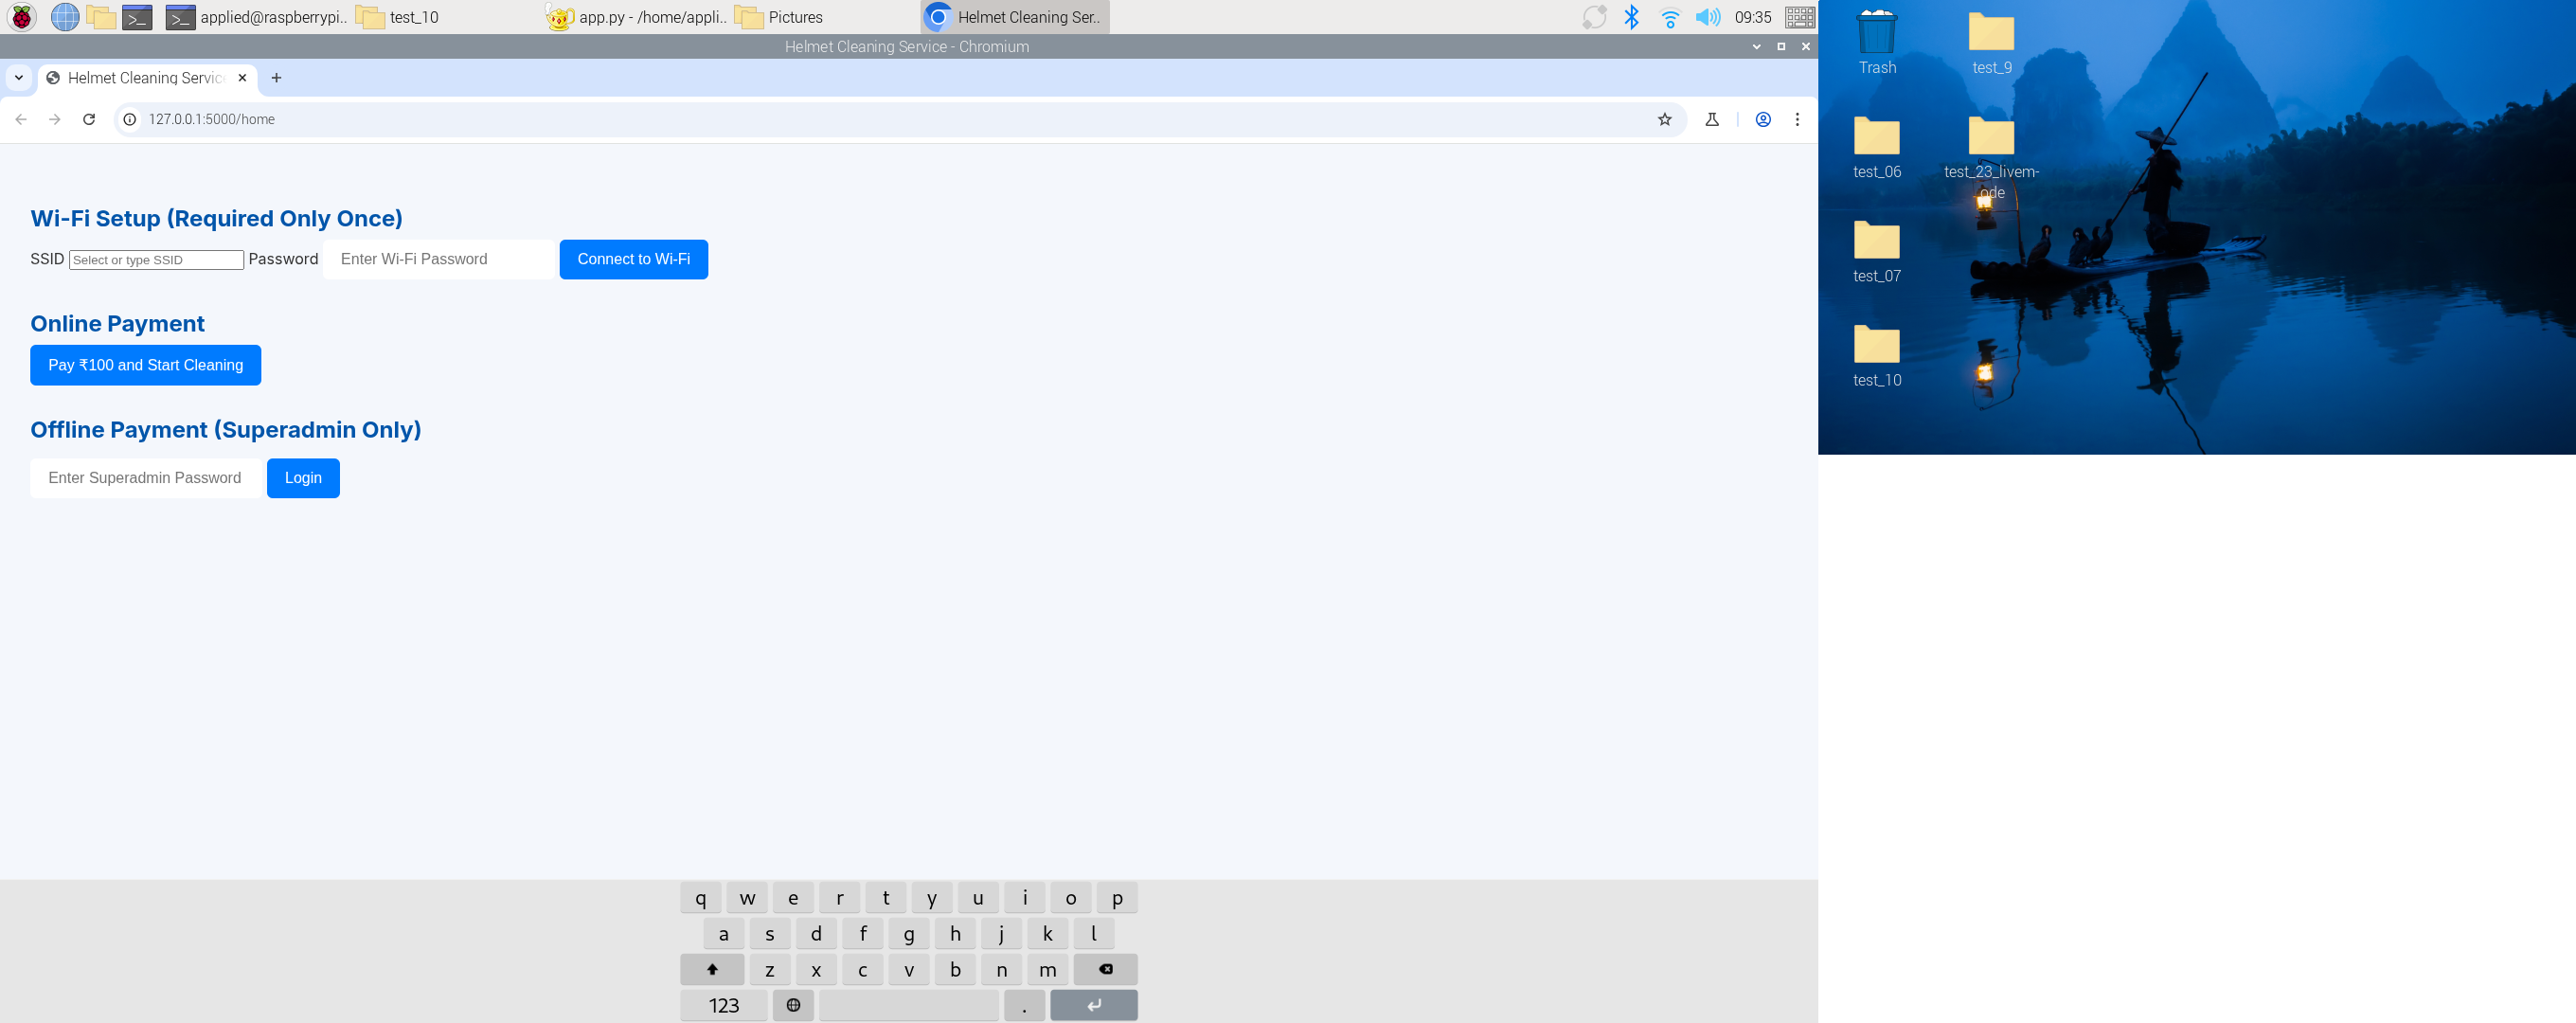 applied@raspberrypi.. test_10 app.py - /home/appli.. Pictures Helmet Cleaning Ser.. 09:35
Helmet Cleaning Service - Chromium
Helmet Cleaning Servic
127.0.0.1:5000/home
Wi-Fi Setup (Required Only Once)
SSID Select or type SSID Password Enter Wi-Fi Password Connect to Wi-Fi
Online Payment
Pay ₹100 and Start Cleaning
Offline Payment (Superadmin Only)
Enter Superadmin Password Login
q w e r t y u i o p
a s d f g h j k l
z x c v b n m
123 .
Trash test_9
test_06 test_23_livem-
ode
test_07
test_10